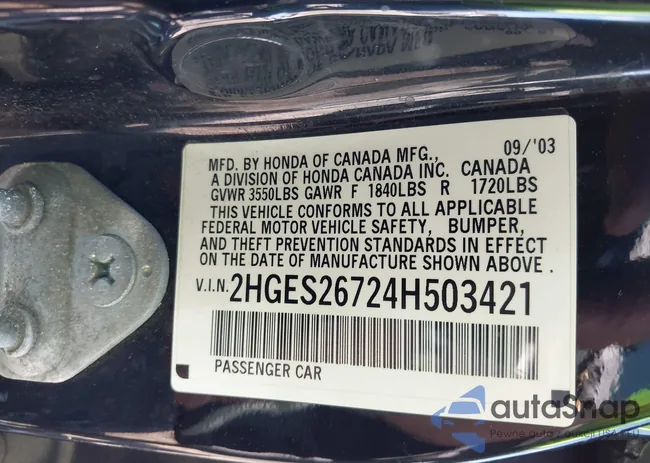 09/'03
MFD. BY HONDA OF CANADA MFG.,
A DIVISION OF HONDA CANADA INC. CANADA
GVWR 3550LBS GAWR F 1840LBS R 1720LBS
THIS VEHICLE CONFORMS TO ALL APPLICABLE
FEDERAL MOTOR VEHICLE SAFETY, BUMPER,
AND THEFT PREVENTION STANDARDS IN EFFECT
ON THE DATE OF MANUFACTURE SHOWN ABOVE.
V.I.N. 2HGES26724H503421
PASSENGER CAR
autoSnap
Pewne auto